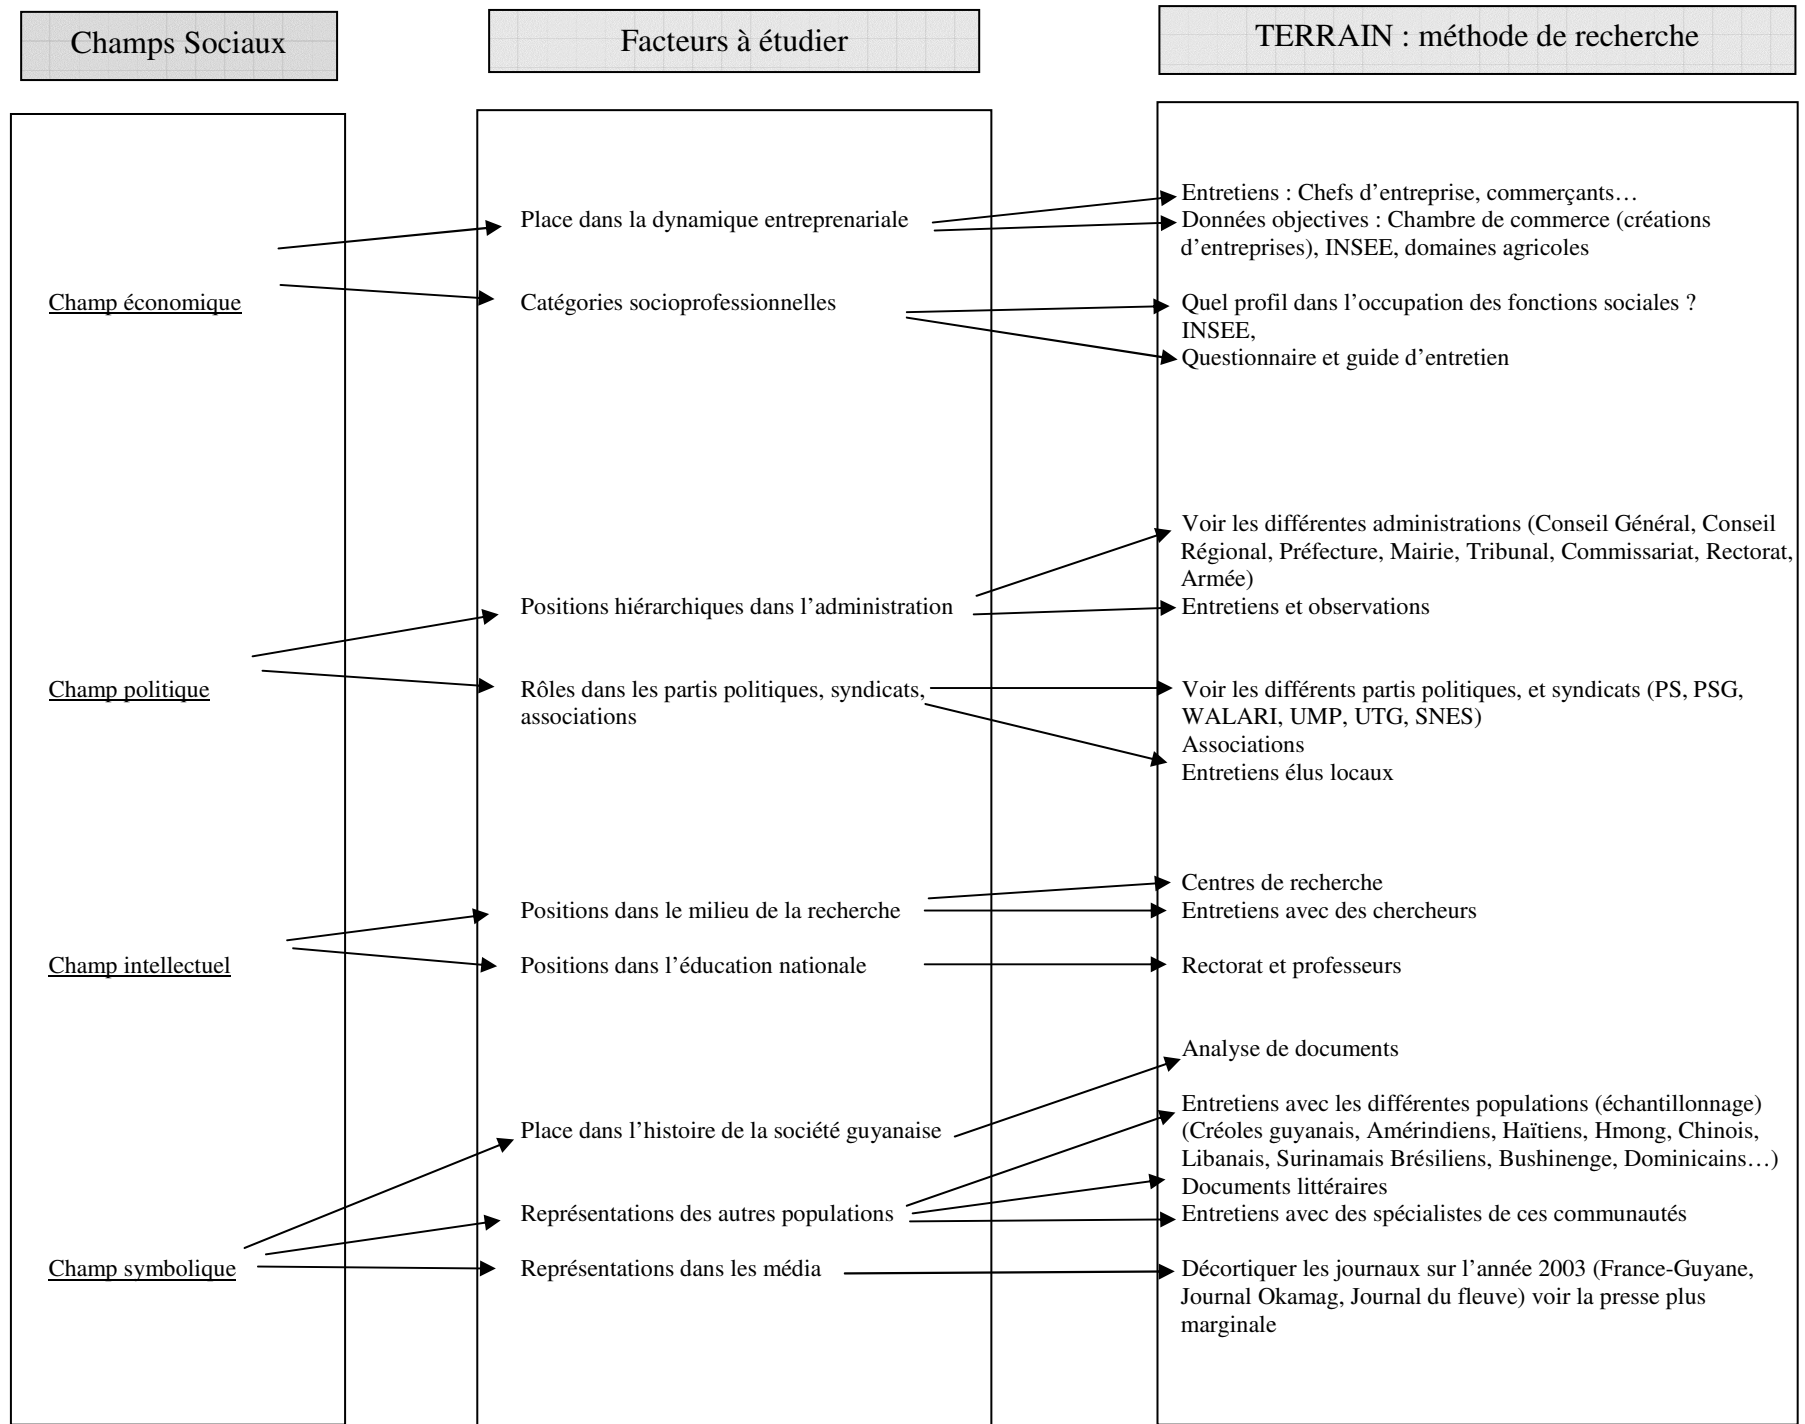 Champs Sociaux
Facteurs à étudier
TERRAIN : méthode de recherche
Champ économique
Place dans la dynamique entreprenariale
Entretiens : Chefs d'entreprise, commerçants…
Données objectives : Chambre de commerce (créations
d'entreprises), INSEE, domaines agricoles
Catégories socioprofessionnelles
Quel profil dans l'occupation des fonctions sociales ?
INSEE,
Questionnaire et guide d'entretien
Champ politique
Positions hiérarchiques dans l'administration
Voir les différentes administrations (Conseil Général, Conseil
Régional, Préfecture, Mairie, Tribunal, Commissariat, Rectorat,
Armée)
Entretiens et observations
Rôles dans les partis politiques, syndicats,
associations
Voir les différents partis politiques, et syndicats (PS, PSG,
WALARI, UMP, UTG, SNES)
Associations
Entretiens élus locaux
Champ intellectuel
Positions dans le milieu de la recherche
Centres de recherche
Entretiens avec des chercheurs
Positions dans l'éducation nationale
Rectorat et professeurs
Champ symbolique
Place dans l'histoire de la société guyanaise
Analyse de documents
Représentations des autres populations
Entretiens avec les différentes populations (échantillonnage)
(Créoles guyanais, Amérindiens, Haïtiens, Hmong, Chinois,
Libanais, Surinamais Brésiliens, Bushinenge, Dominicains…)
Documents littéraires
Entretiens avec des spécialistes de ces communautés
Représentations dans les média
Décortiquer les journaux sur l'année 2003 (France-Guyane,
Journal Okamag, Journal du fleuve) voir la presse plus
marginale